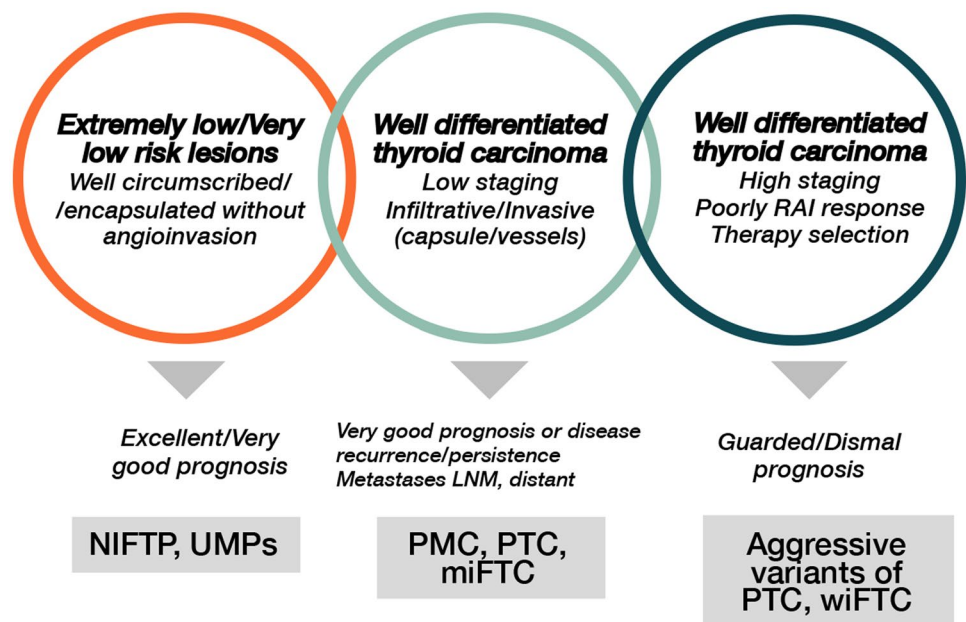 Extremely low/Very
low risk lesions
Well circumscribed/
/encapsulated without
angioinvasion
Well differentiated
thyroid carcinoma
Low staging
Infiltrative/Invasive
(capsule/vessels)
Well differentiated
thyroid carcinoma
High staging
Poorly RAI response
Therapy selection
Excellent/Very
good prognosis
Very good prognosis or disease
recurrence/persistence
Metastases LNM, distant
Guarded/Dismal
prognosis
NIFTP, UMPs
PMC, PTC,
miFTC
Aggressive
variants of
PTC, wiFTC